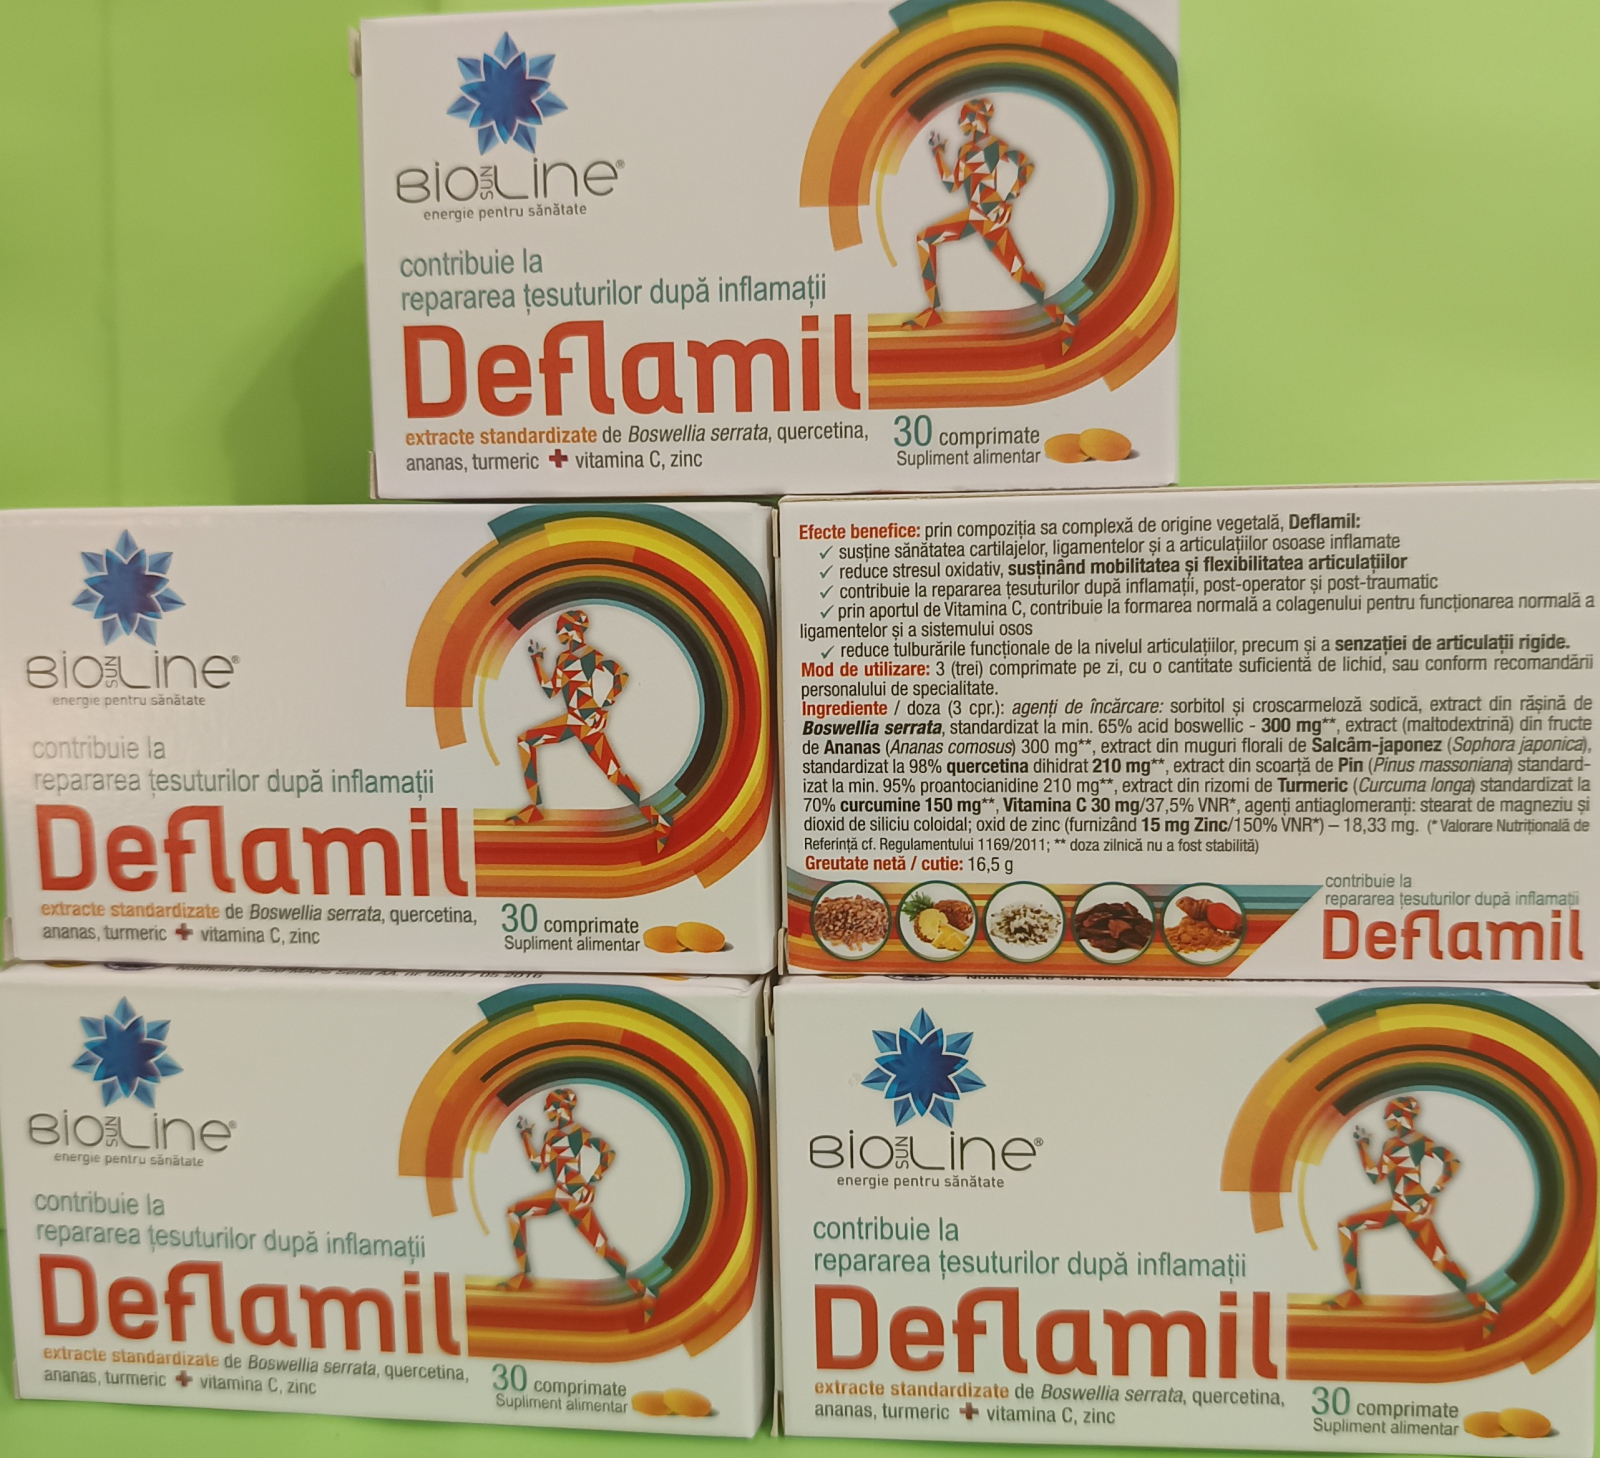 BioSunLine®
energie pentru sănătate
contribuie la
repararea țesuturilor după inflamații
Deflamil
extracte standardizate de Boswellia serrata, quercetina,
ananas, turmeric + vitamina C, zinc
30 comprimate
Supliment alimentar
BioSunLine®
energie pentru sănătate
contribuie la
repararea țesuturilor după inflamații
Deflamil
extracte standardizate de Boswellia serrata, quercetina,
ananas, turmeric + vitamina C, zinc
30 comprimate
Supliment alimentar
Efecte benefice: prin compoziția sa complexă de origine vegetală, Deflamil:
✓ susține sănătatea cartilajelor, ligamentelor și a articulațiilor osoase inflamate
✓ reduce stresul oxidativ, susținând mobilitatea și flexibilitatea articulațiilor
✓ contribuie la repararea țesuturilor după inflamații, post-operator și post-traumatic
✓ prin aportul de Vitamina C, contribuie la formarea normală a colagenului pentru funcționarea normală a
ligamentelor și a sistemului osos
✓ reduce tulburările funcționale de la nivelul articulațiilor, precum și a senzației de articulații rigide.
Mod de utilizare: 3 (trei) comprimate pe zi, cu o cantitate suficientă de lichid, sau conform recomandării
personalului de specialitate.
Ingrediente / doza (3 cpr.): agenți de încărcare: sorbitol și croscarmeloză sodică, extract din rășină de
Boswellia serrata, standardizat la min. 65% acid boswellic - 300 mg**, extract (maltodextrină) din fructe
de Ananas (Ananas comosus) 300 mg**, extract din muguri florali de Salcâm-japonez (Sophora japonica),
standardizat la 98% quercetina dihidrat 210 mg**, extract din scoarță de Pin (Pinus massoniana) standard-
izat la min. 95% proantocianidine 210 mg**, extract din rizomi de Turmeric (Curcuma longa) standardizat la
70% curcumine 150 mg**, Vitamina C 30 mg/37,5% VNR*, agenți antiaglomeranți: stearat de magneziu și
dioxid de siliciu coloidal; oxid de zinc (furnizând 15 mg Zinc/150% VNR*) – 18,33 mg. (* Valorare Nutrițională de
Referință cf. Regulamentului 1169/2011; ** doza zilnică nu a fost stabilită)
Greutate netă / cutie: 16,5 g
contribuie la
repararea țesuturilor după inflamații
Deflamil
BioSunLine®
energie pentru sănătate
contribuie la
repararea țesuturilor după inflamații
Deflamil
extracte standardizate de Boswellia serrata, quercetina,
ananas, turmeric + vitamina C, zinc
30 comprimate
Supliment alimentar
BioSunLine®
energie pentru sănătate
contribuie la
repararea țesuturilor după inflamații
Deflamil
extracte standardizate de Boswellia serrata, quercetina,
ananas, turmeric + vitamina C, zinc
30 comprimate
Supliment alimentar